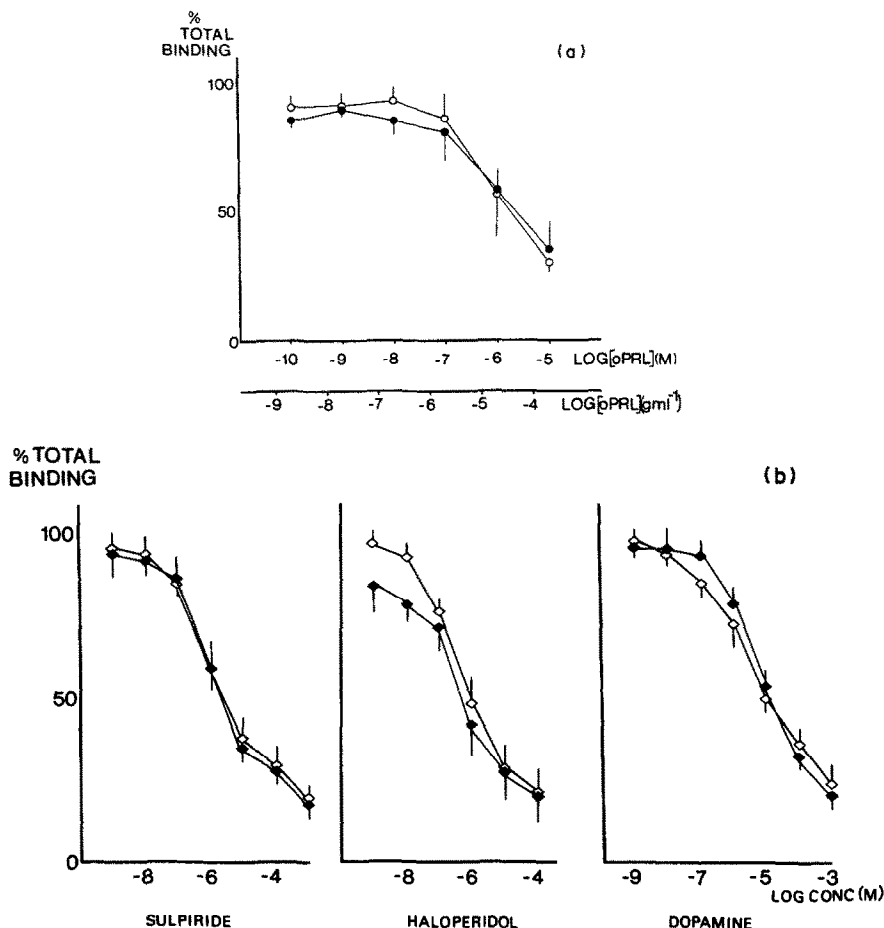 %
TOTAL
BINDING
(a)
100
50
0
-10 -9 -8 -7 -6 -5 LOG[oPRL](M)
-9 -8 -7 -6 -5 -4 LOG[oPRL](gml⁻¹)
% TOTAL
BINDING
(b)
100
50
0
-8 -6 -4 -8 -6 -4 -9 -7 -5 -3
LOG CONC (M)
SULPIRIDE HALOPERIDOL DOPAMINE